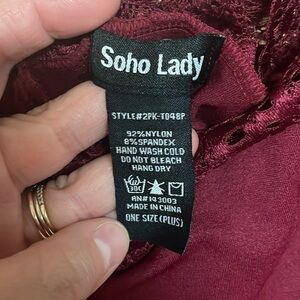 Soho Lady
STYLE#2PK-T048P
92%NYLON
8%SPANDEX
HAND WASH COLD
DO NOT BLEACH
HANG DRY
RN#143003
MADE IN CHINA
ONE SIZE(PLUS)